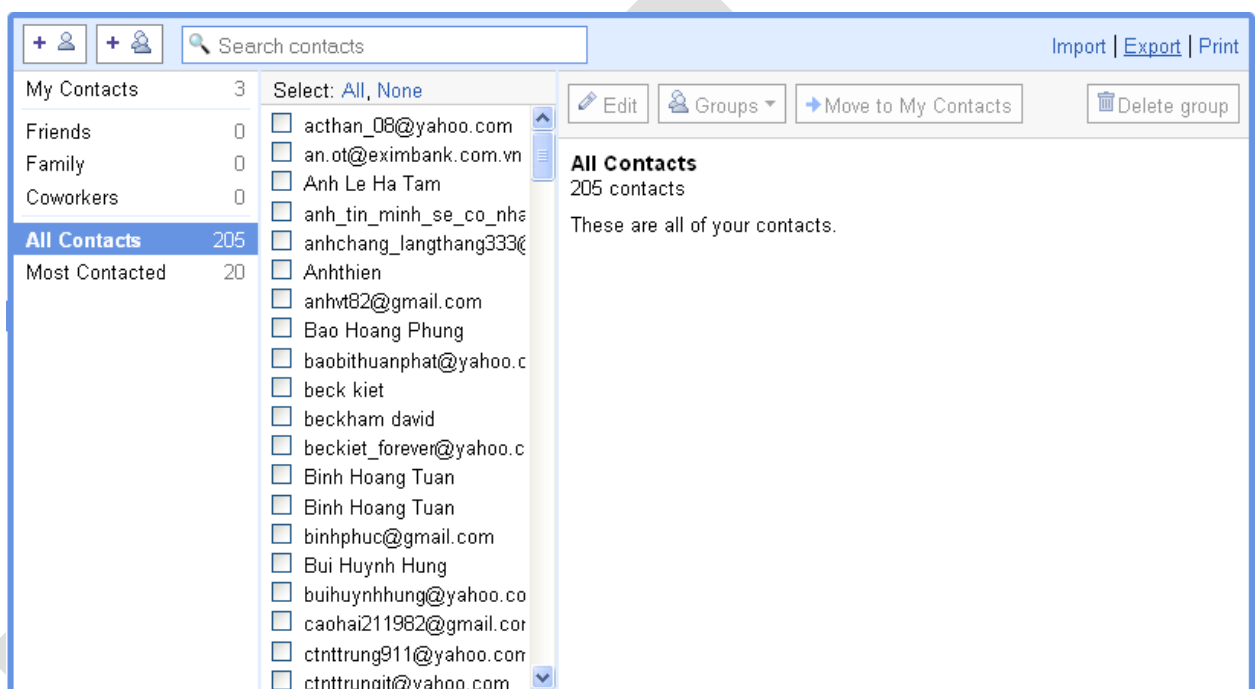 + +
Search contacts
Import | Export | Print
My Contacts 3
Friends 0
Family 0
Coworkers 0
All Contacts 205
Most Contacted 20
Select: All, None
acthan_08@yahoo.com
an.ot@eximbank.com.vn
Anh Le Ha Tam
anh_tin_minh_se_co_nha
anhchang_langthang333@
Anhthien
anhvt82@gmail.com
Bao Hoang Phung
baobithuanphat@yahoo.c
beck kiet
beckham david
beckiet_forever@yahoo.c
Binh Hoang Tuan
Binh Hoang Tuan
binhphuc@gmail.com
Bui Huynh Hung
buihuynhhung@yahoo.co
caohai211982@gmail.cor
ctnttrung911@yahoo.com
ctnttrungit@yahoo.com
Edit Groups Move to My Contacts Delete group
All Contacts
205 contacts
These are all of your contacts.